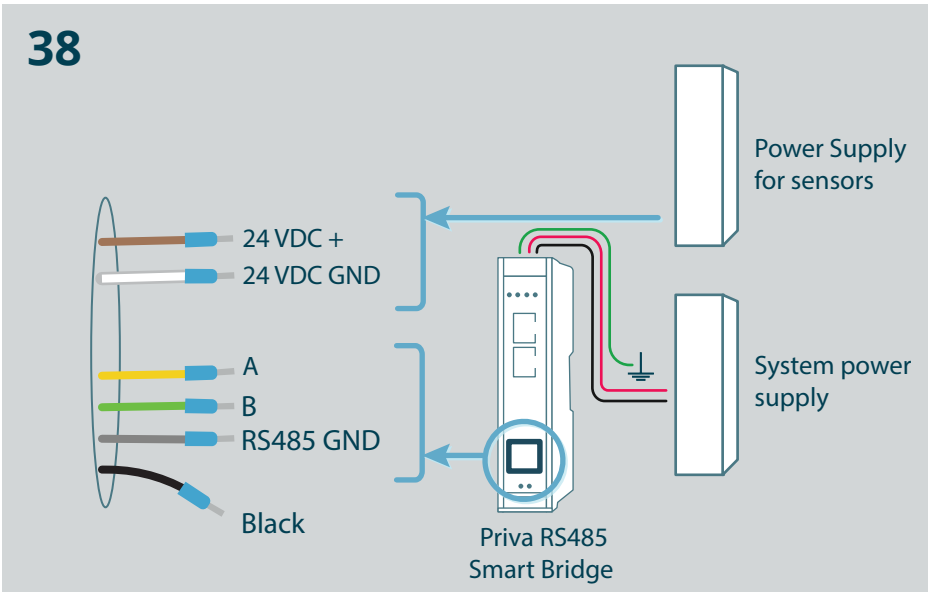 38
Power Supply
for sensors
24 VDC +
24 VDC GND
A
B
RS485 GND
Black
System power
supply
Priva RS485
Smart Bridge